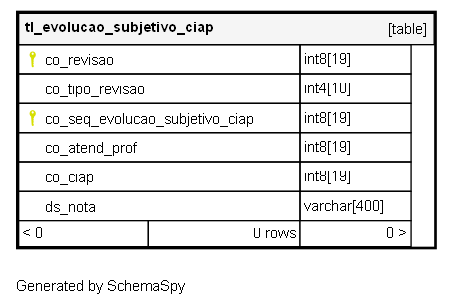 tl_evolucao_subjetivo_ciap [table]
co_revisao int8[19]
co_tipo_revisao int4[10]
co_seq_evolucao_subjetivo_ciap int8[19]
co_atend_prof int8[19]
co_ciap int8[19]
ds_nota varchar[400]
< 0 0 rows 0 >
Generated by SchemaSpy